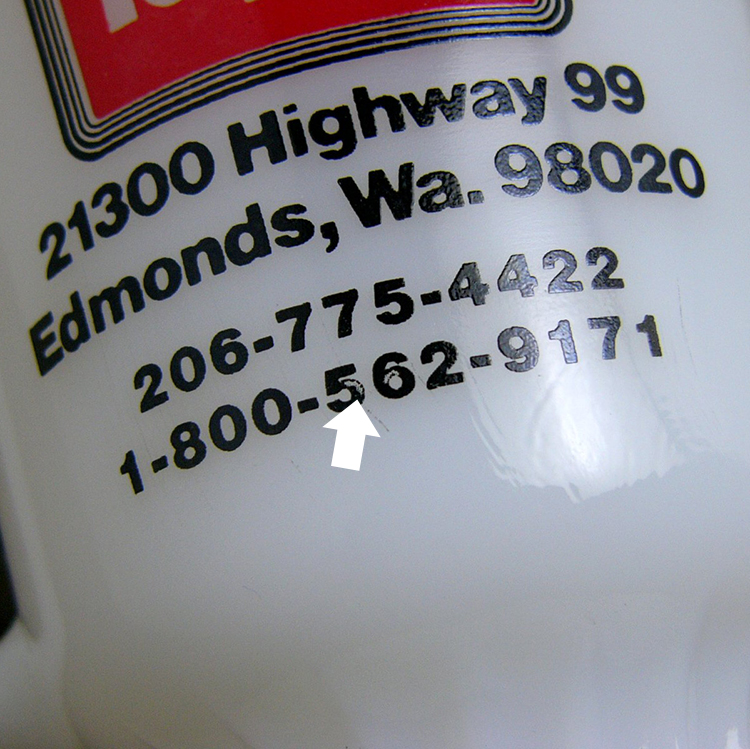 21300 Highway 99
Edmonds, Wa. 98020
206-775-4422
1-800-562-9171